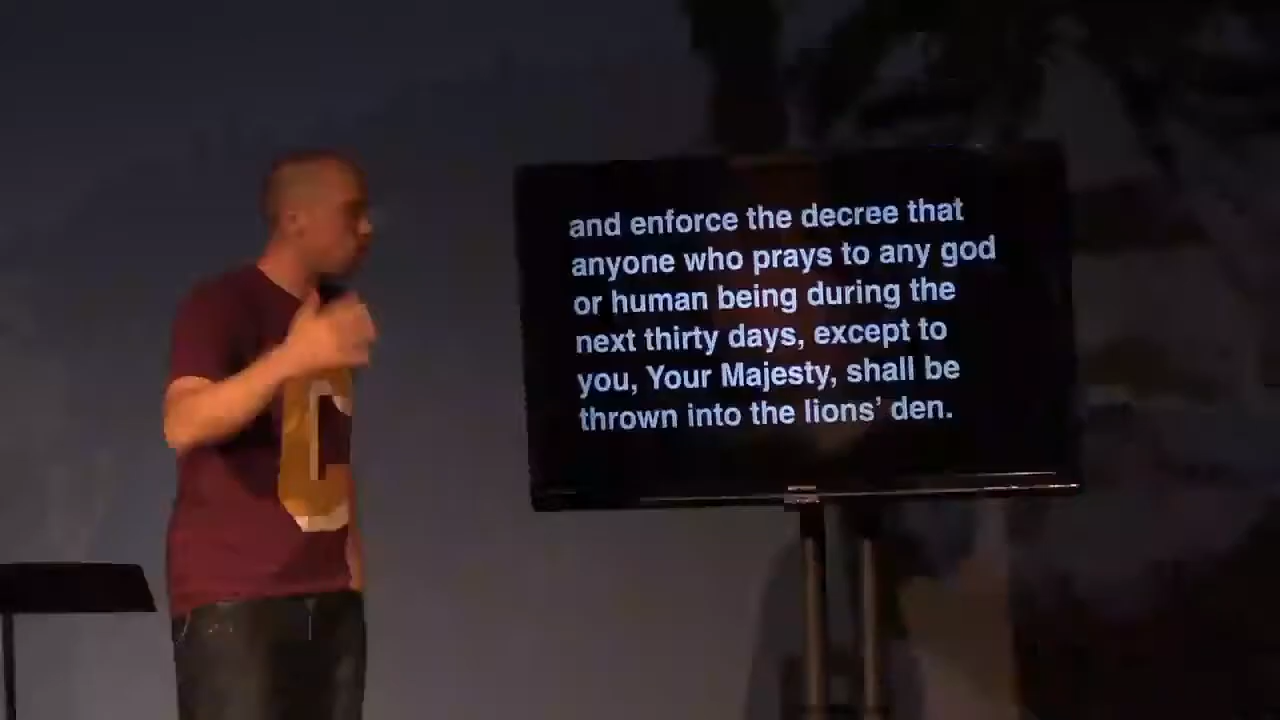 and enforce the decree that
anyone who prays to any god
or human being during the
next thirty days, except to
you, Your Majesty, shall be
thrown into the lions’ den.
C